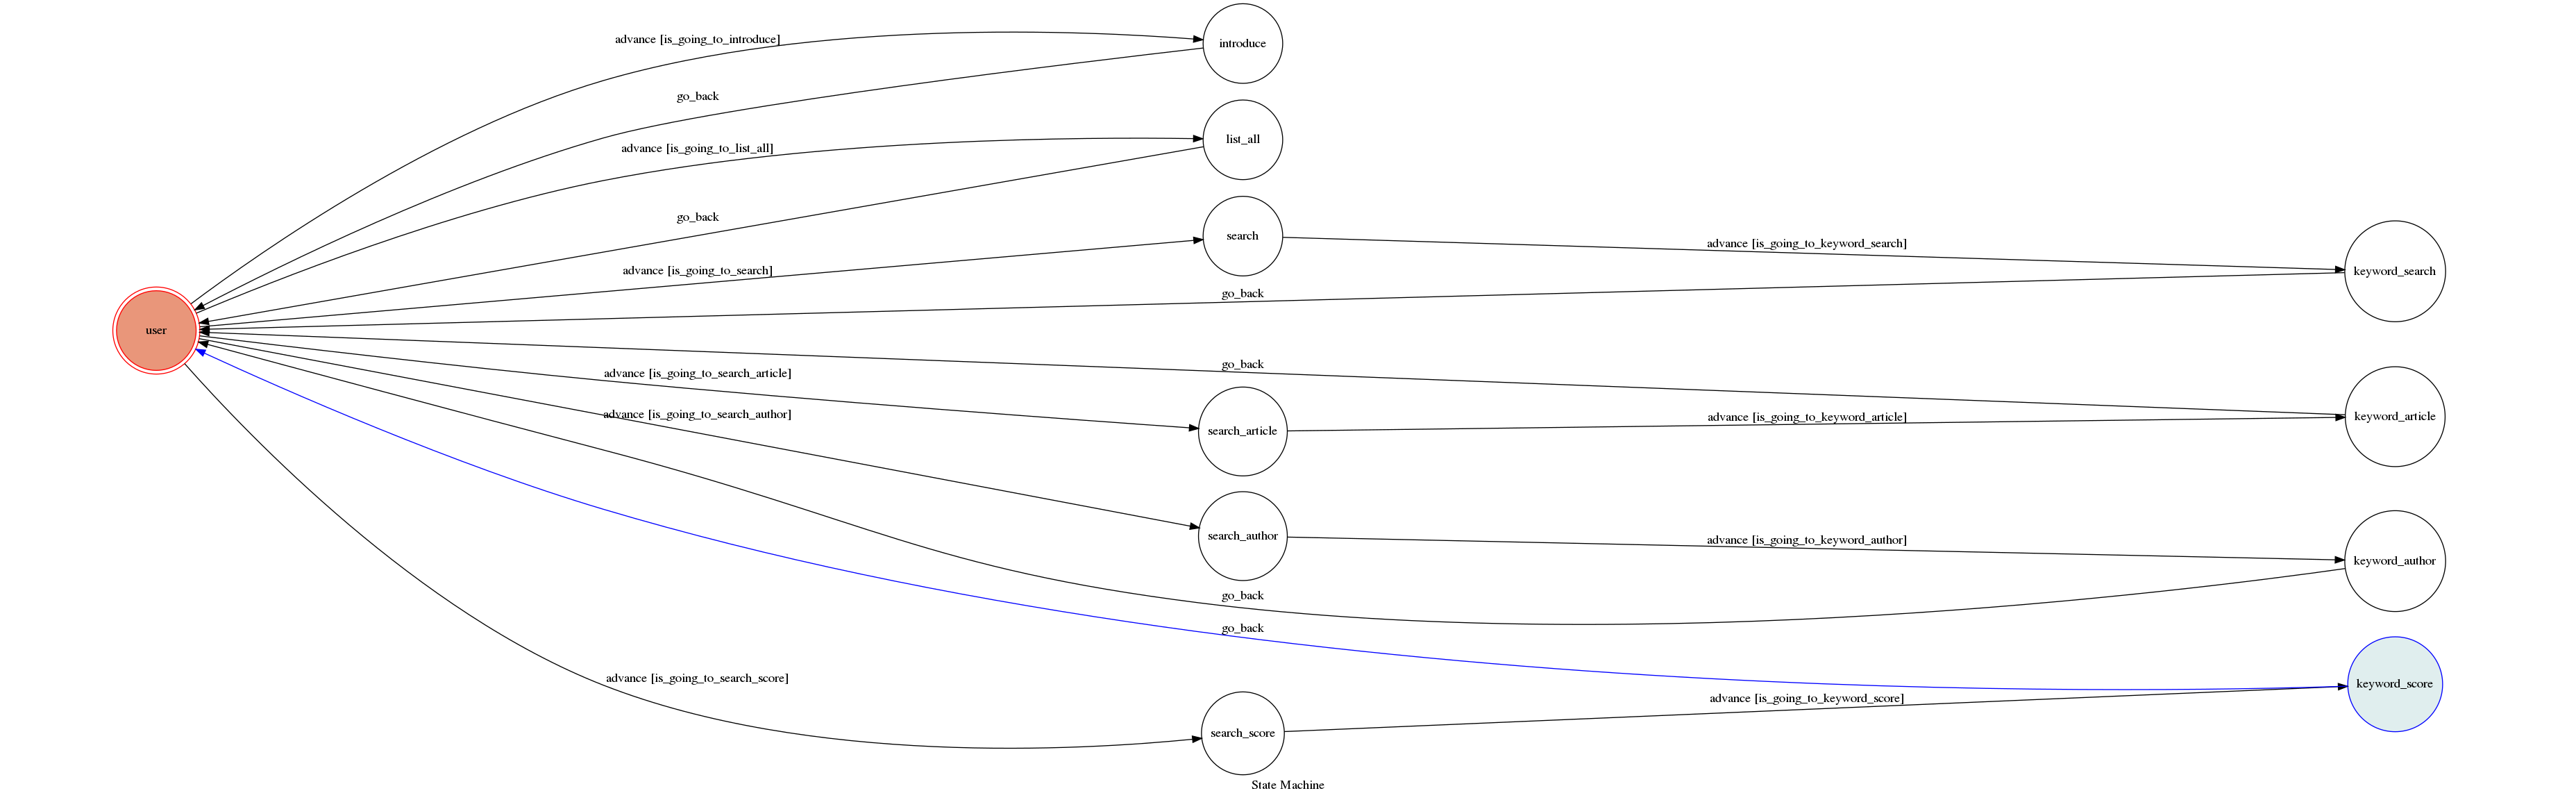 advance [is_going_to_introduce]
introduce
go_back
advance [is_going_to_list_all]
list_all
go_back
search
advance [is_going_to_search]
advance [is_going_to_keyword_search]
keyword_search
go_back
user
go_back
advance [is_going_to_search_article]
advance [is_going_to_keyword_article]
keyword_article
search_article
advance [is_going_to_search_author]
search_author
advance [is_going_to_keyword_author]
keyword_author
go_back
go_back
advance [is_going_to_search_score]
advance [is_going_to_keyword_score]
keyword_score
search_score
State Machine